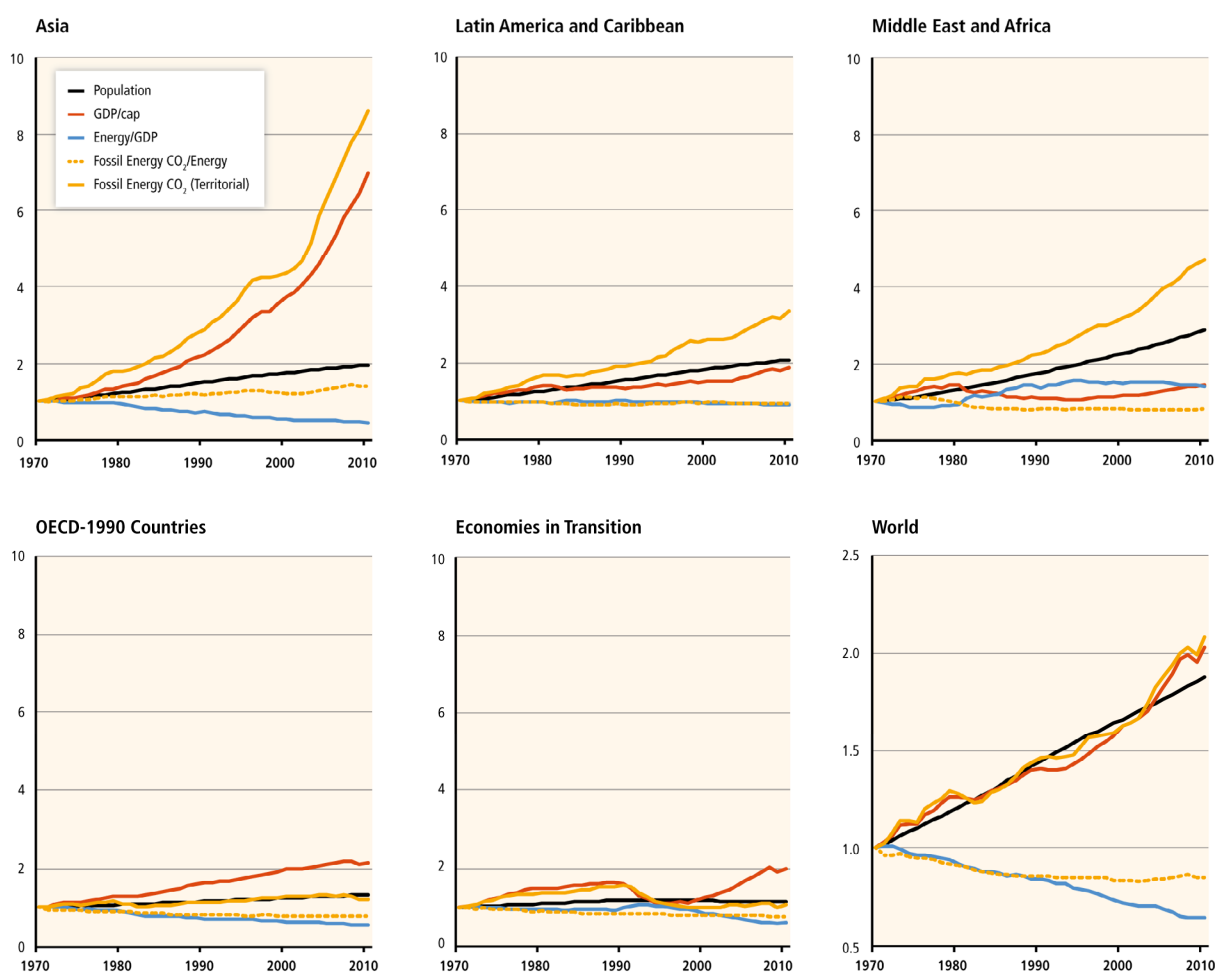 Asia
10
8
6
4
2
0
1970 1980 1990 2000 2010
Population
GDP/cap
Energy/GDP
Fossil Energy CO2/Energy
Fossil Energy CO2 (Territorial)
Latin America and Caribbean
10
8
6
4
2
0
1970 1980 1990 2000 2010
Middle East and Africa
10
8
6
4
2
0
1970 1980 1990 2000 2010
OECD-1990 Countries
10
8
6
4
2
0
1970 1980 1990 2000 2010
Economies in Transition
10
8
6
4
2
0
1970 1980 1990 2000 2010
World
2.5
2.0
1.5
1.0
0.5
1970 1980 1990 2000 2010